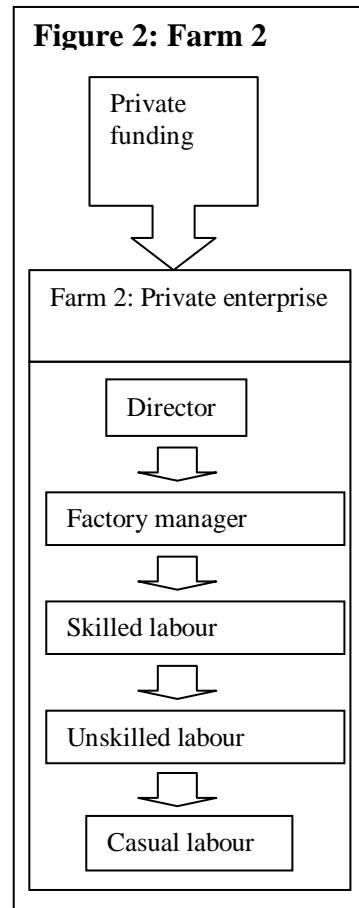 Figure 2: Farm 2
Private
funding
Farm 2: Private enterprise
Director
Factory manager
Skilled labour
Unskilled labour
Casual labour